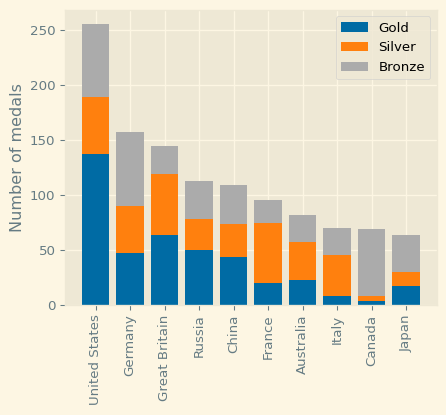 Number of medals
250
200
150
100
50
0
Gold
Silver
Bronze
United States
Germany
Great Britain
Russia
China
France
Australia
Italy
Canada
Japan